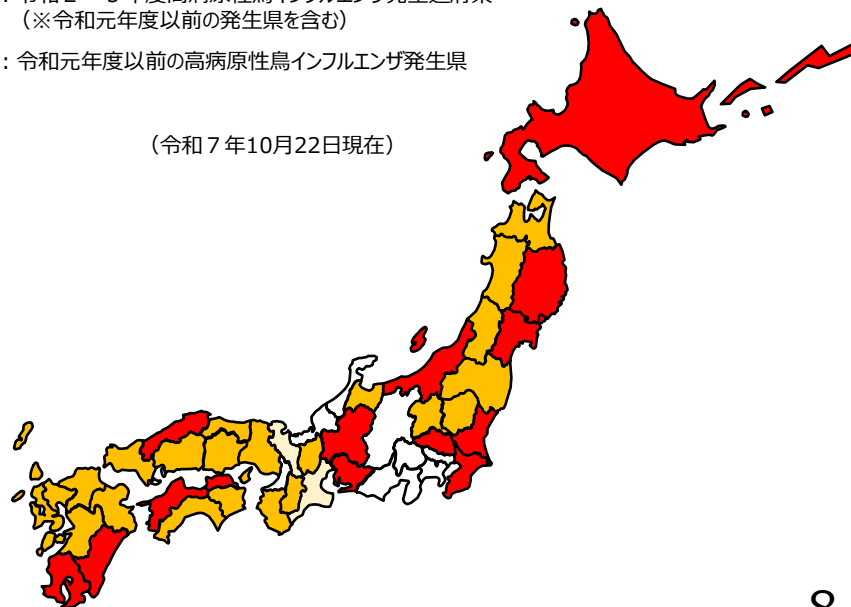 （※令和元年度以前の発生県を含む）
：令和元年度以前の高病原性鳥インフルエンザ発生県
（令和７年10月22日現在）